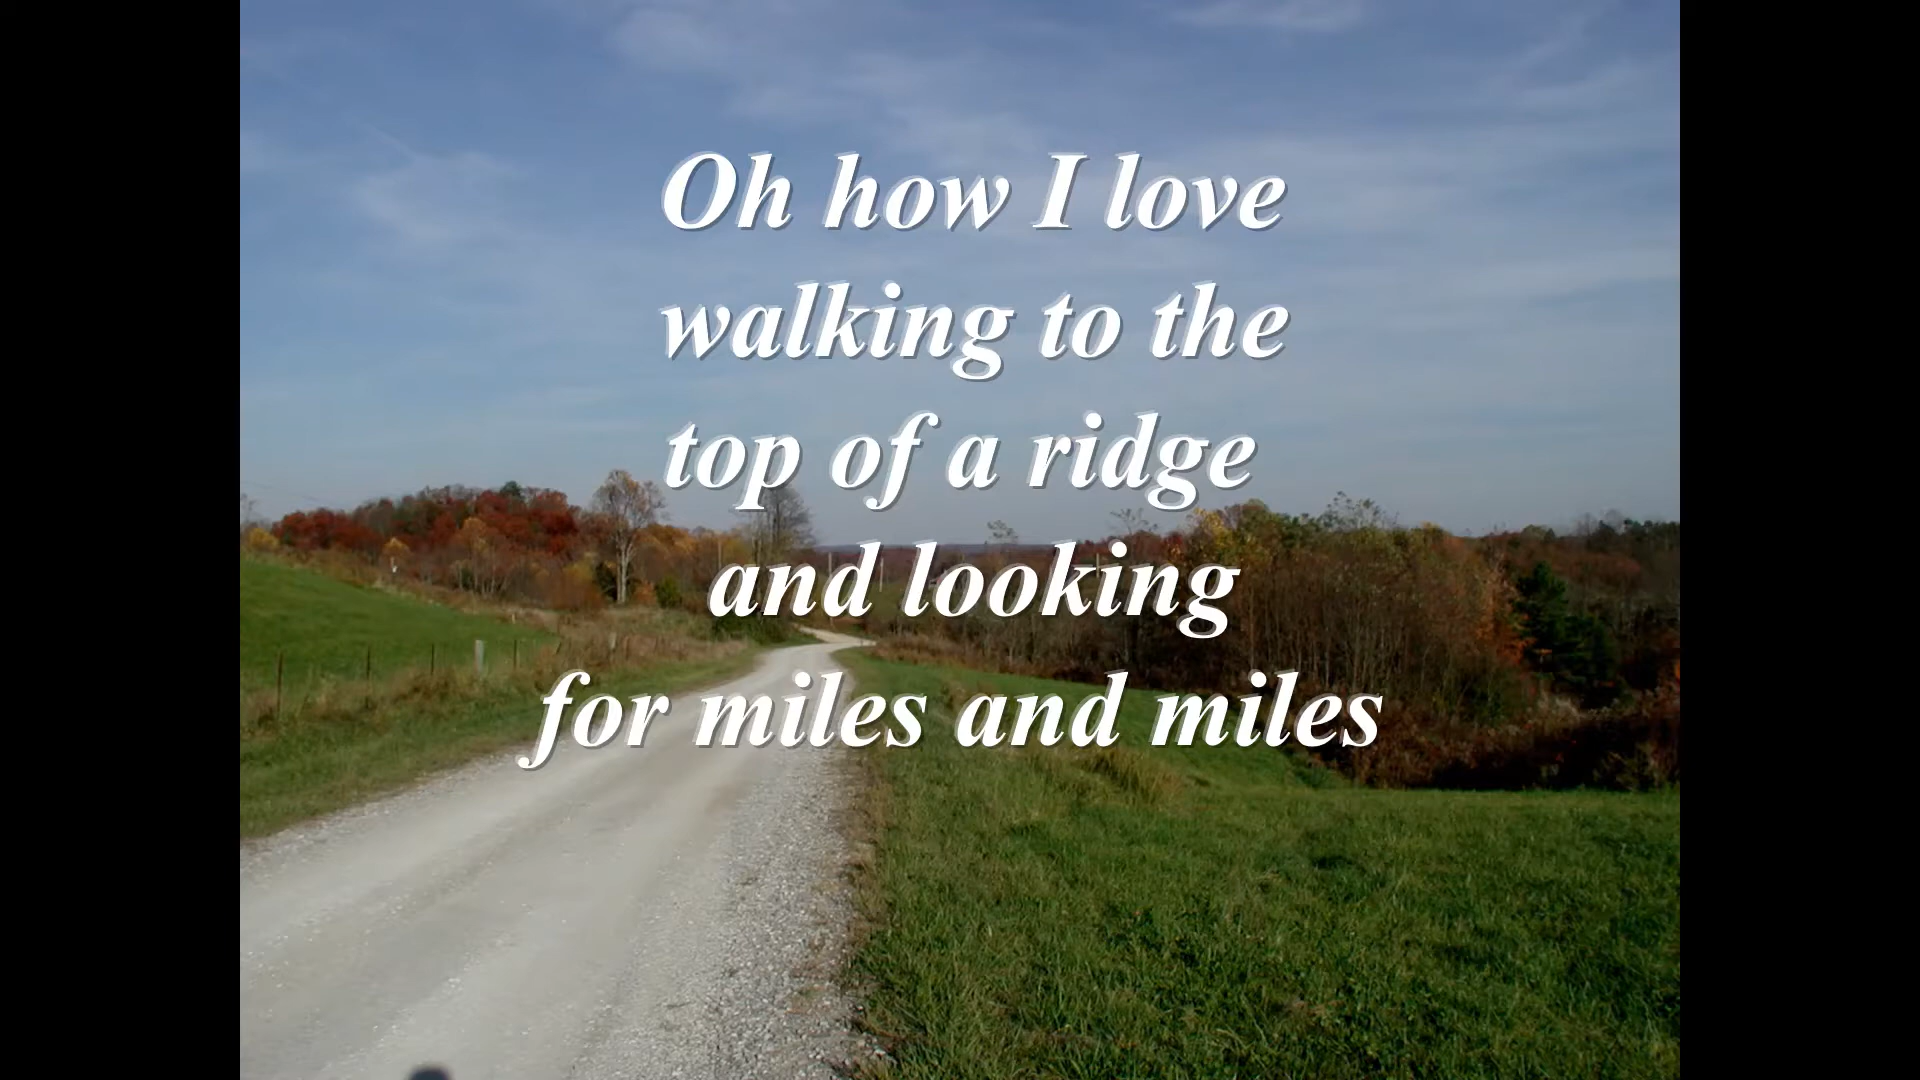 Oh how I love
walking to the
top of a ridge
and looking
for miles and miles